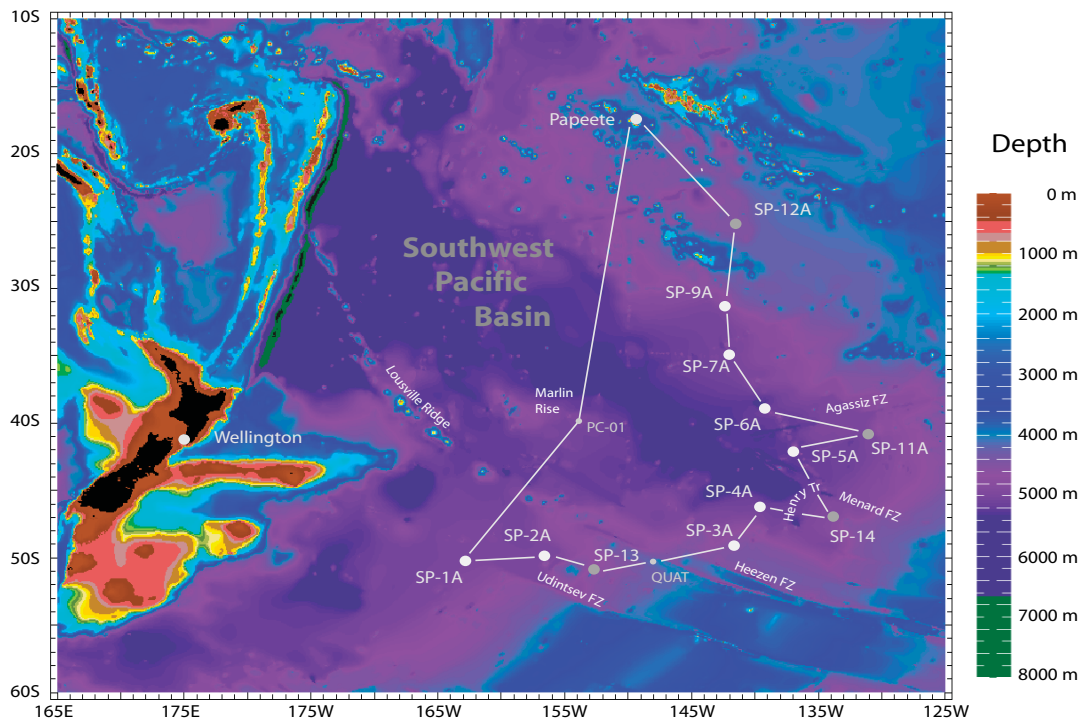 10S
20S
30S
40S
50S
60S
165E
175E
175W
165W
155W
145W
135W
125W
Papeete
SP-12A
Southwest
Pacific
Basin
SP-9A
SP-7A
Lousville Ridge
Marlin
Rise
PC-01
SP-6A
Agassiz FZ
SP-11A
SP-5A
Wellington
SP-4A
Henry Tr
Menard FZ
SP-14
SP-3A
SP-2A
SP-13
SP-1A
Udintsev FZ
QUAT
Heezen FZ
Depth
0 m
1000 m
2000 m
3000 m
4000 m
5000 m
6000 m
7000 m
8000 m